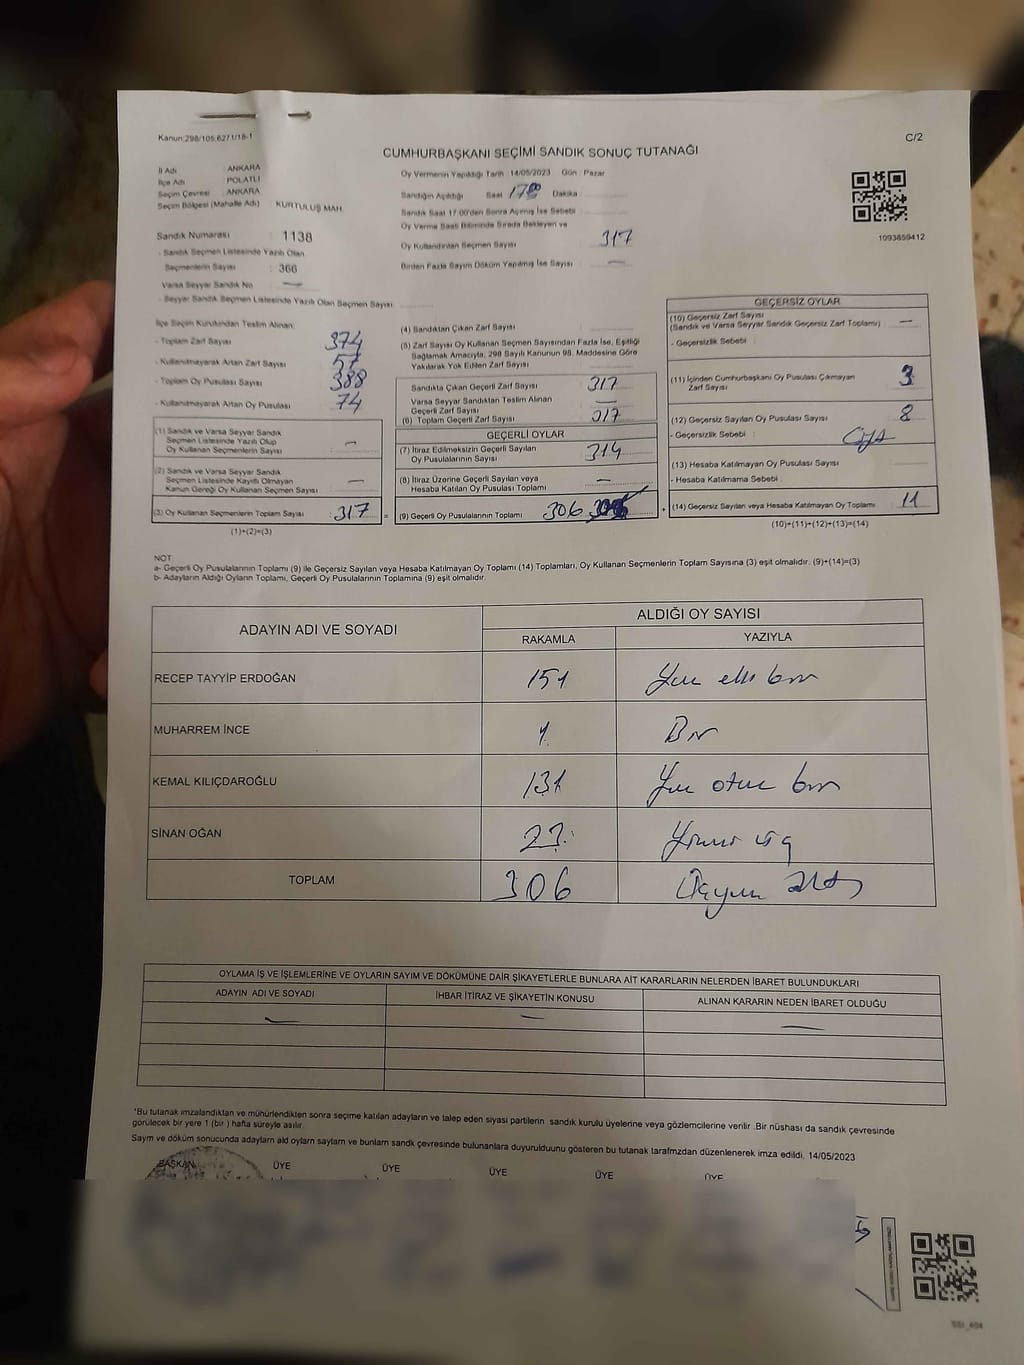 Kanun:298/105:6271/18-1
C/2
CUMHURBAŞKANI SEÇİMİ SANDIK SONUÇ TUTANAĞI
İl Adı : ANKARA
İlçe Adı : POLATLI
Seçim Çevresi : ANKARA
Seçim Bölgesi (Mahalle Adı) KURTULUŞ MAH.
Sandık Numarası : 1138
- Sandık Seçmen Listesinde Yazılı Olan
Seçmenlerin Sayısı : 366
Varsa Seyyar Sandık No —
- Seyyar Sandık Seçmen Listesinde Yazılı Olan Seçmen Sayısı
Oy Vermenin Yapıldığı Tarih :14/05/2023 Gün : Pazar
Sandığın Açıldığı Saat 17:00 Dakika :
Sandık Saat 17:00'den Sonra Açılmış İse Sebebi :
Oy Verme Saati Bitiminde Sırada Bekleyen ve
Oy Kullandırılan Seçmen Sayısı 317
Birden Fazla Sayım Döküm Yapılmış İse Sayısı —
1093859412
İlçe Seçim Kurulundan Teslim Alınan:
- Toplam Zarf Sayısı 374
- Kullanılmayarak Artan Zarf Sayısı 57
- Toplam Oy Pusulası Sayısı 388
- Kullanılmayarak Artan Oy Pusulası 74
(1) Sandık ve Varsa Seyyar Sandık
Seçmen Listesinde Yazılı Olup
Oy Kullanan Seçmenlerin Sayısı —
(2) Sandık ve Varsa Seyyar Sandık
Seçmen Listesinde Kayıtlı Olmayan
Kanun Gereği Oy Kullanan Seçmen Sayısı —
(3) Oy Kullanan Seçmenlerin Toplam Sayısı 317
(1)+(2)=(3)
(4) Sandıktan Çıkan Zarf Sayısı
(5) Zarf Sayısı Oy Kullanan Seçmen Sayısından Fazla İse, Eşitliği
Sağlamak Amacıyla, 298 Sayılı Kanunun 98. Maddesine Göre
Yakılarak Yok Edilen Zarf Sayısı
Sandıkta Çıkan Geçerli Zarf Sayısı 317
Varsa Seyyar Sandıktan Teslim Alınan
Geçerli Zarf Sayısı —
(6) Toplam Geçerli Zarf Sayısı 317
GEÇERLİ OYLAR
(7) İtiraz Edilmeksizin Geçerli Sayılan
Oy Pusulalarının Sayısı 314
(8) İtiraz Üzerine Geçerli Sayılan veya
Hesaba Katılan Oy Pusulası Toplamı —
(9) Geçerli Oy Pusulalarının Toplamı 306
GEÇERSİZ OYLAR
(10) Geçersiz Zarf Sayısı
(Sandık ve Varsa Seyyar Sandık Geçersiz Zarf Toplamı) : —
- Geçersizlik Sebebi :
(11) İçinden Cumhurbaşkanı Oy Pusulası Çıkmayan
Zarf Sayısı 3
(12) Geçersiz Sayılan Oy Pusulası Sayısı 8
- Geçersizlik Sebebi :
(13) Hesaba Katılmayan Oy Pusulası Sayısı
- Hesaba Katılmama Sebebi :
(14) Geçersiz Sayılan veya Hesaba Katılmayan Oy Toplamı 11
(10)+(11)+(12)+(13)=(14)
NOT:
a- Geçerli Oy Pusulalarının Toplamı (9) ile Geçersiz Sayılan veya Hesaba Katılmayan Oy Toplamı (14) Toplamları, Oy Kullanan Seçmenlerin Toplam Sayısına (3) eşit olmalıdır. (9)+(14)=(3)
b- Adayların Aldığı Oyların Toplamı, Geçerli Oy Pusulalarının Toplamına (9) eşit olmalıdır.
ADAYIN ADI VE SOYADI
ALDIĞI OY SAYISI
RAKAMLA YAZIYLA
RECEP TAYYİP ERDOĞAN 151 Yüz elli bir
MUHARREM İNCE 1 Bir
KEMAL KILIÇDAROĞLU 131 Yüz otuz bir
SİNAN OĞAN 23 Yirmi üç
TOPLAM 306 Üçyüz altı
OYLAMA İŞ VE İŞLEMLERİNE VE OYLARIN SAYIM VE DÖKÜMÜNE DAİR ŞİKAYETLERLE BUNLARA AİT KARARLARIN NELERDEN İBARET BULUNDUKLARI
ADAYIN ADI VE SOYADI İHBAR İTİRAZ VE ŞİKAYETİN KONUSU ALINAN KARARIN NEDEN İBARET OLDUĞU
— — —
*Bu tutanak imzalandıktan ve mühürlendikten sonra seçime katılan adayların ve talep eden siyasi partilerin sandık kurulu üyelerine veya gözlemcilerine verilir .Bir nüshası da sandık çevresinde
görülecek bir yere 1 (bir ) hafta süreyle asılır.
Sayım ve döküm sonucunda adayların ald oyların sayları ve bunların sandk çevresinde bulunanlara duyurulduunu gösteren bu tutanak tarafmzdan düzenlenerek imza edildi, 14/05/2023
BAŞKAN ÜYE ÜYE ÜYE ÜYE ÜYE